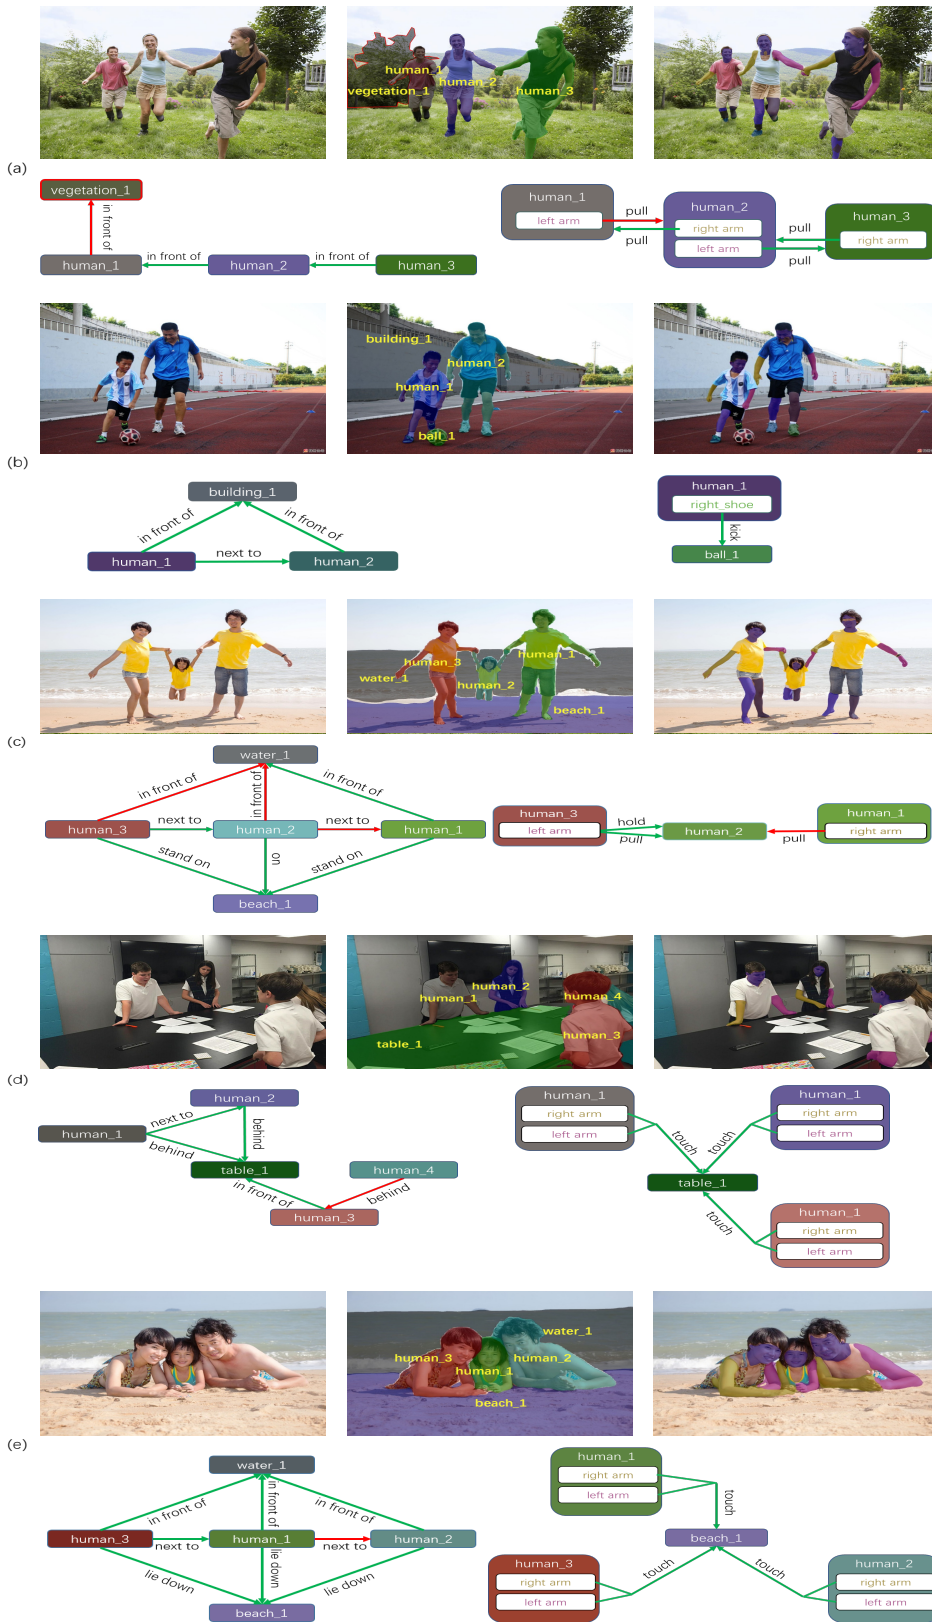 human_1
vegetation_1
human_2
human_3
(a)
vegetation_1
in front of
human_1
in front of
human_2
in front of
human_3
human_1
left arm
pull
pull
human_2
right arm
left arm
pull
pull
human_3
right arm
building_1
human_2
human_1
ball_1
(b)
building_1
in front of
in front of
human_1
next to
human_2
human_1
right_shoe
kick
ball_1
human_3
human_1
water_1
human_2
beach_1
(c)
water_1
in front of
in front of
in front of
human_3
next to
human_2
next to
human_1
stand on
on
stand on
beach_1
human_3
left arm
hold
pull
human_2
pull
human_1
right arm
human_2
human_1
human_4
human_3
table_1
(d)
human_2
next to
human_1
behind
behind
table_1
human_4
in front of
behind
human_3
human_1
right arm
left arm
touch
touch
human_1
right arm
left arm
table_1
touch
human_1
right arm
left arm
water_1
human_3
human_2
human_1
beach_1
(e)
water_1
in front of
in front of
in front of
human_3
next to
human_1
next to
human_2
lie down
lie down
lie down
beach_1
human_1
right arm
left arm
touch
beach_1
human_3
right arm
left arm
touch
touch
human_2
right arm
left arm